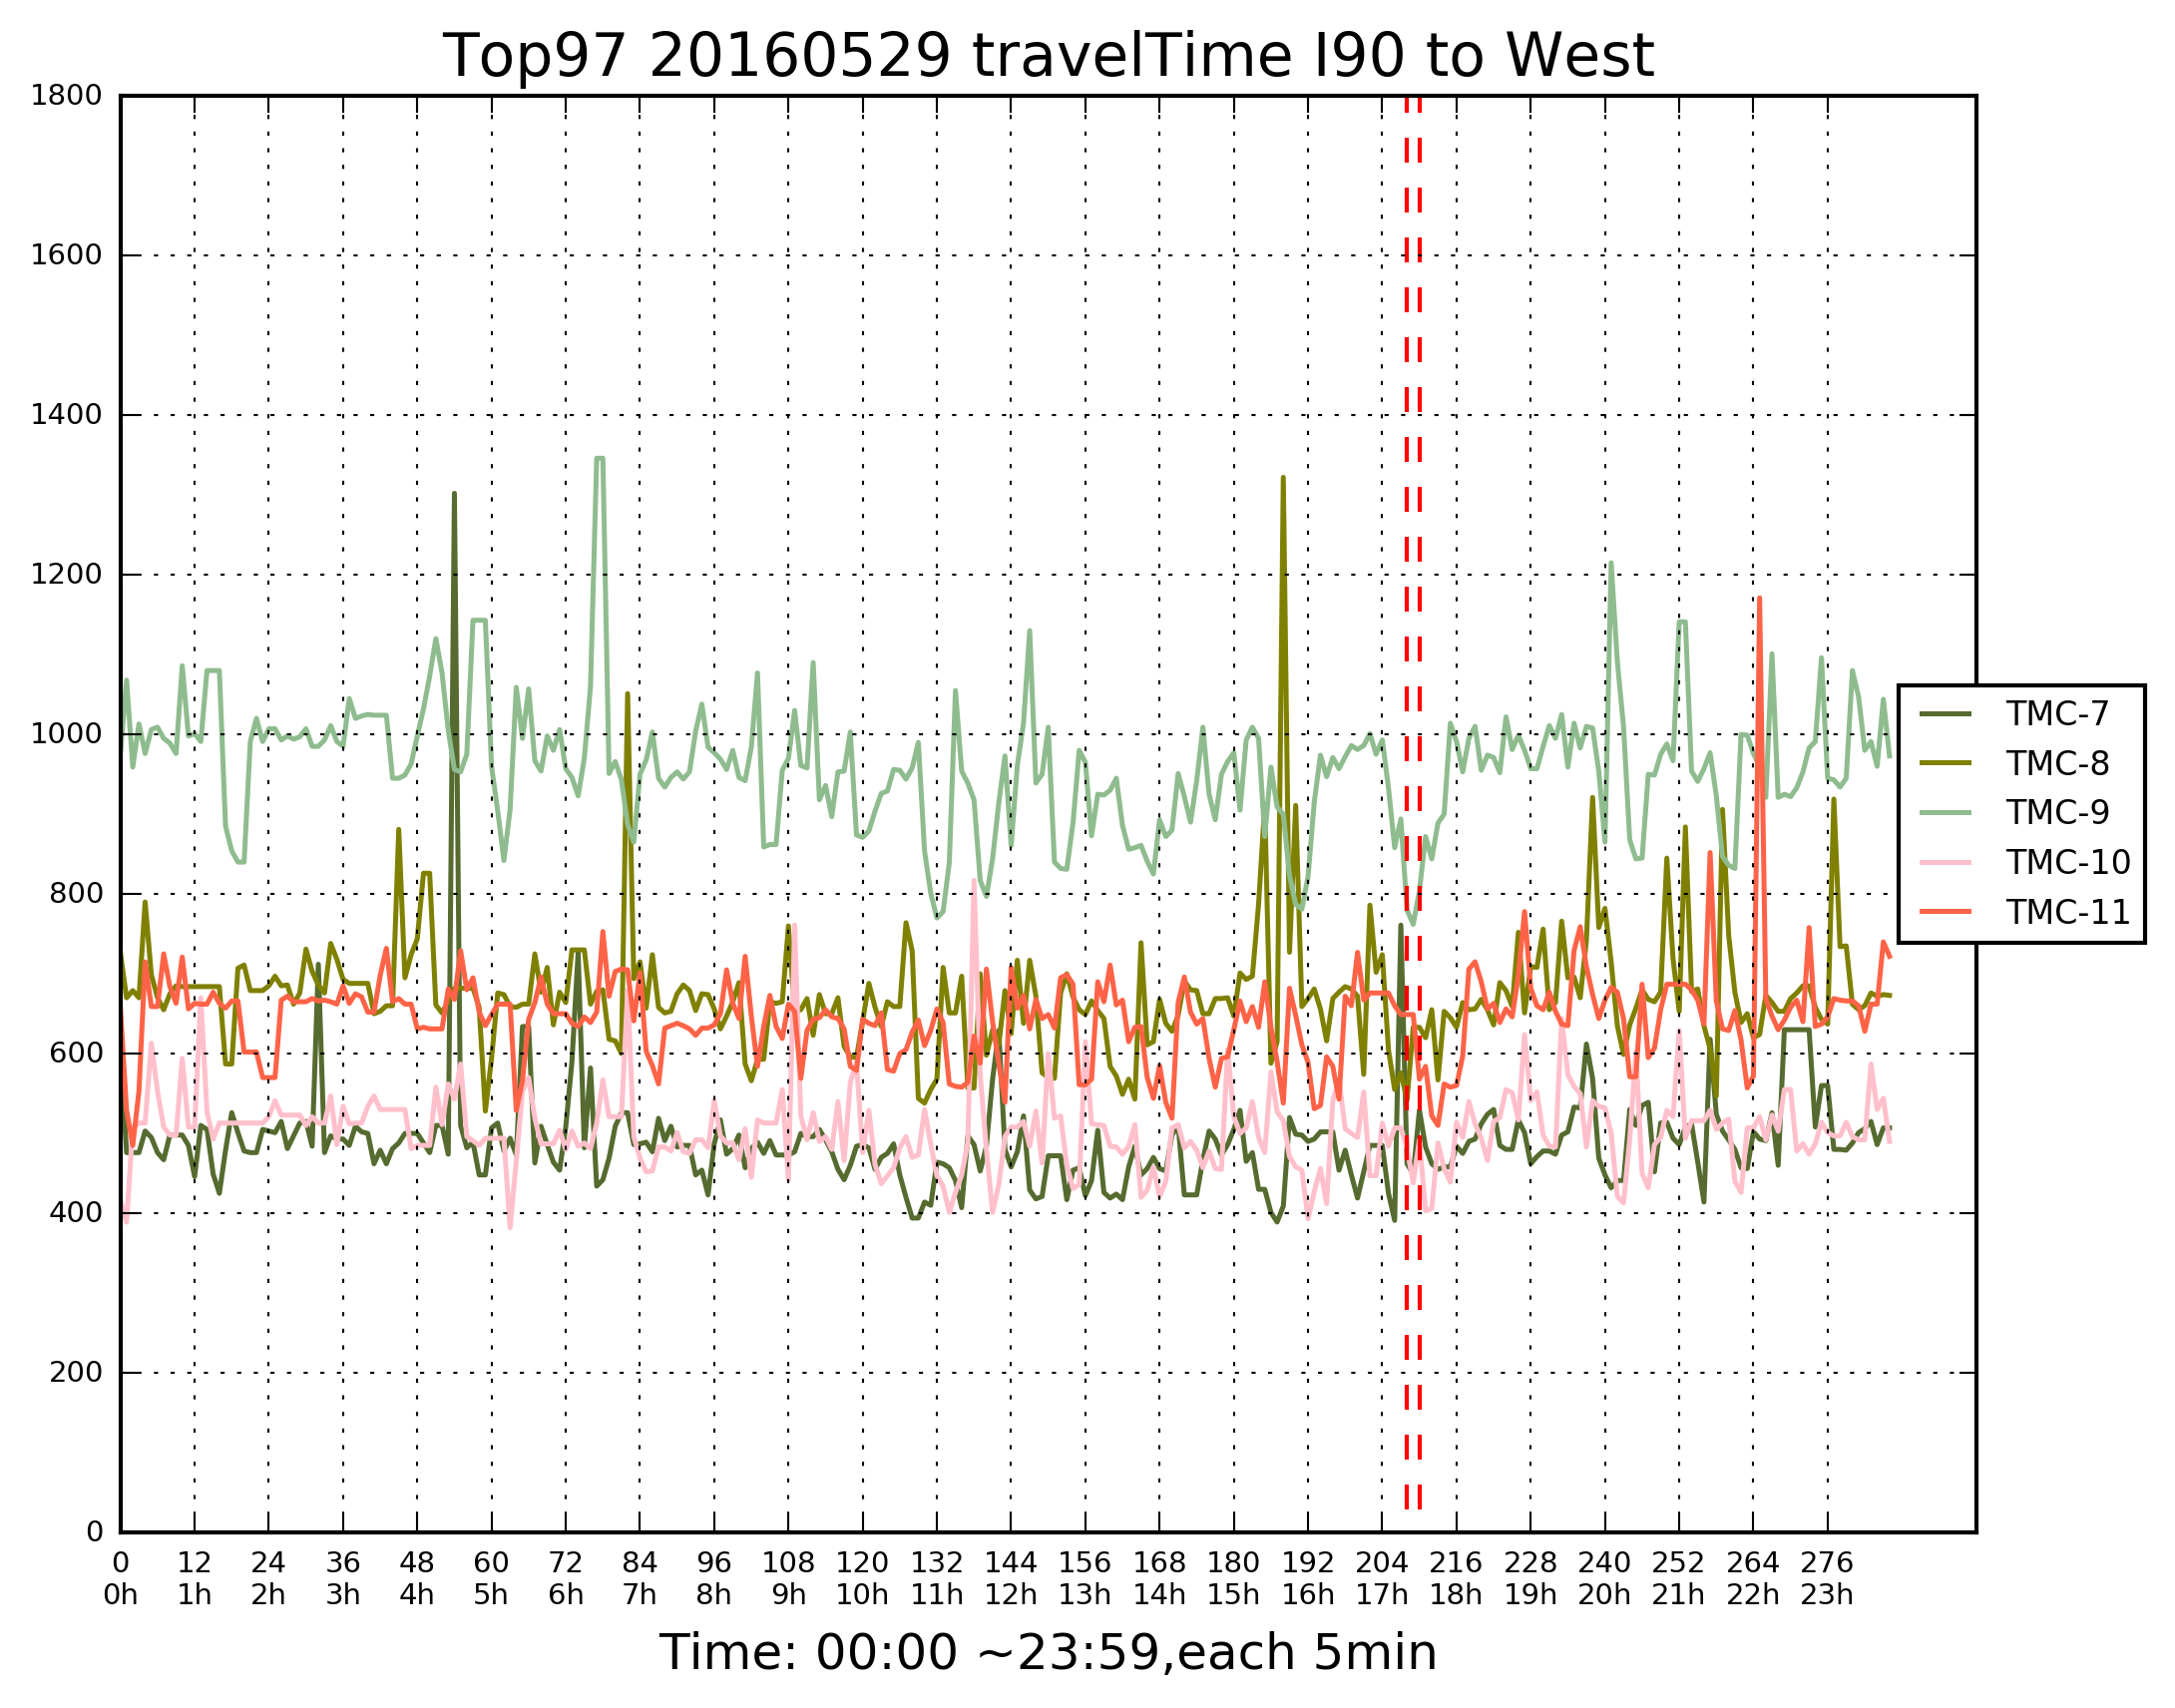 Top97 20160529 travelTime I90 to West
1800
1600
1400
1200
1000
800
600
400
200
0
TMC-7
TMC-8
TMC-9
TMC-10
TMC-11
0 12 24 36 48 60 72 84 96 108 120 132 144 156 168 180 192 204 216 228 240 252 264 276
0h 1h 2h 3h 4h 5h 6h 7h 8h 9h 10h 11h 12h 13h 14h 15h 16h 17h 18h 19h 20h 21h 22h 23h
Time: 00:00 ~23:59,each 5min